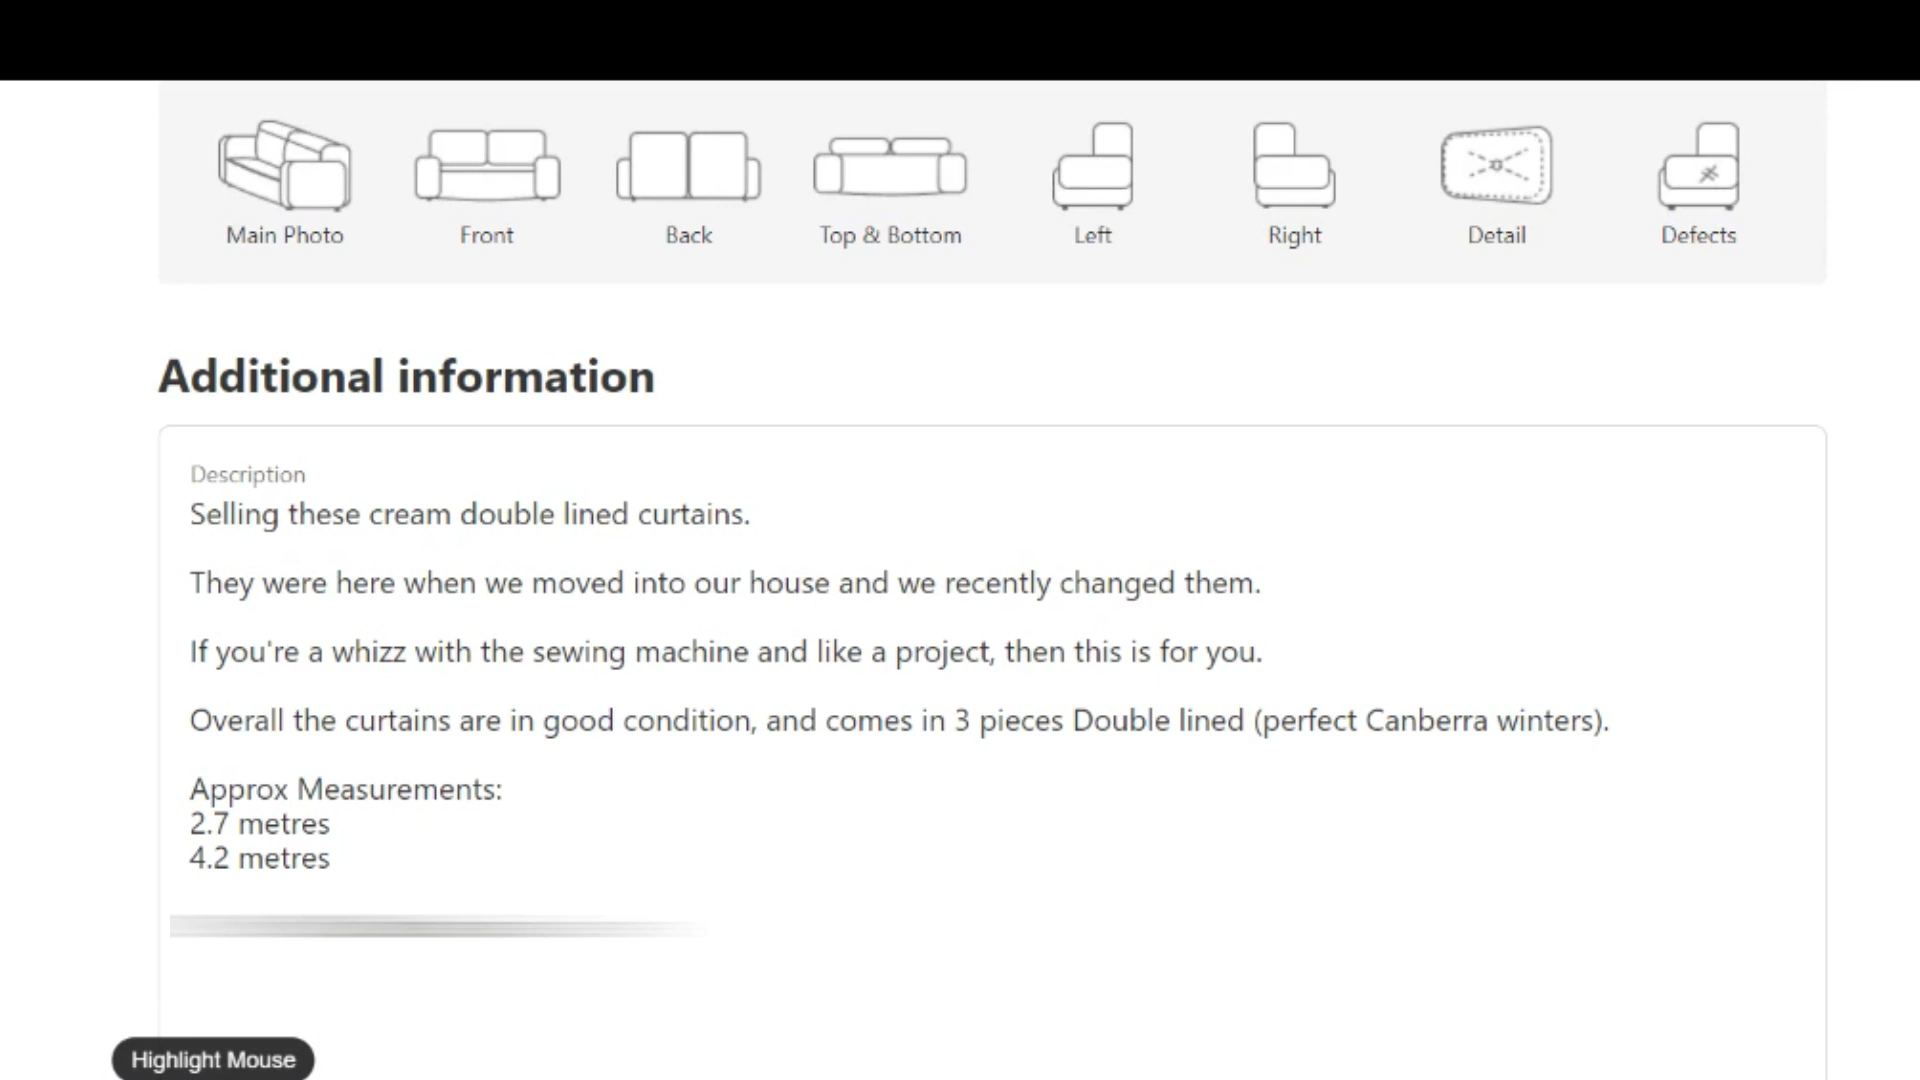 Main Photo Front Back Top & Bottom Left Right Detail Defects
Additional information
Description
Selling these cream double lined curtains.
They were here when we moved into our house and we recently changed them.
If you're a whizz with the sewing machine and like a project, then this is for you.
Overall the curtains are in good condition, and comes in 3 pieces Double lined (perfect Canberra winters).
Approx Measurements:
2.7 metres
4.2 metres
Highlight Mouse